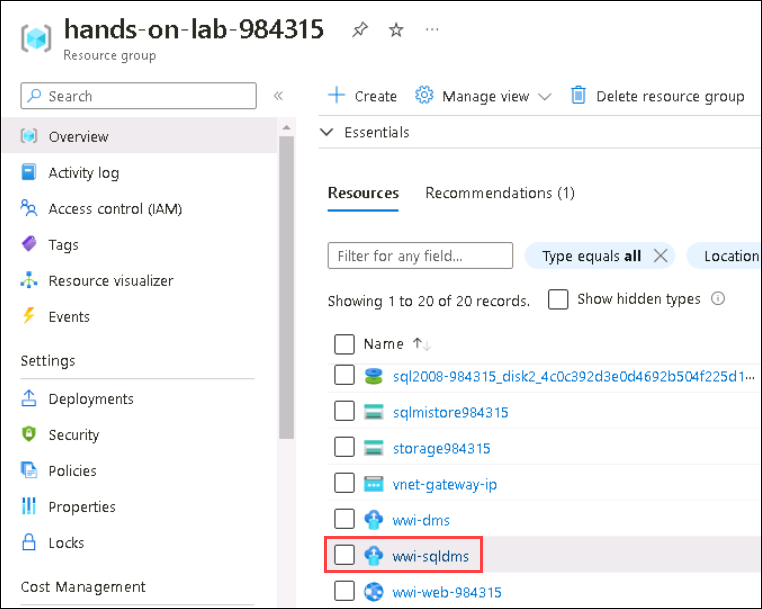 hands-on-lab-984315
Resource group
Search
Overview
Activity log
Access control (IAM)
Tags
Resource visualizer
Events
Settings
Deployments
Security
Policies
Properties
Locks
Cost Management
Create
Manage view
Delete resource group
Essentials
Resources
Recommendations (1)
Filter for any field...
Type equals all
Location
Showing 1 to 20 of 20 records.
Show hidden types
Name
sql2008-984315_disk2_4c0c392d3e0d4692b504f225d1...
sqlmistore984315
storage984315
vnet-gateway-ip
wwi-dms
wwi-sqldms
wwi-web-984315